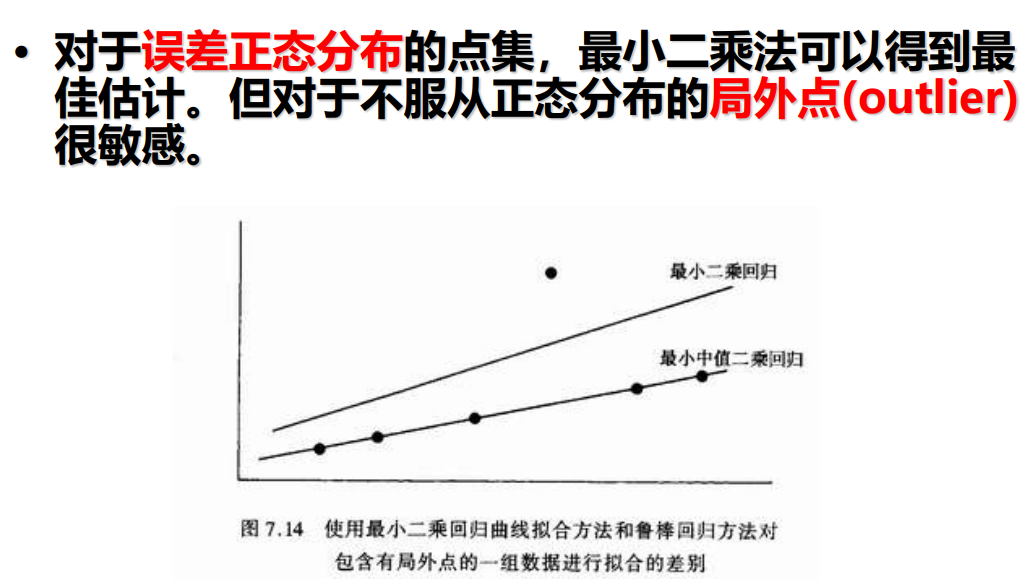 • 对于误差正态分布的点集，最小二乘法可以得到最
佳估计。但对于不服从正态分布的局外点(outlier)
很敏感。
最小二乘回归
最小中值二乘回归
图 7.14 使用最小二乘回归曲线拟合方法和鲁棒回归方法对
包含有局外点的一组数据进行拟合的差别